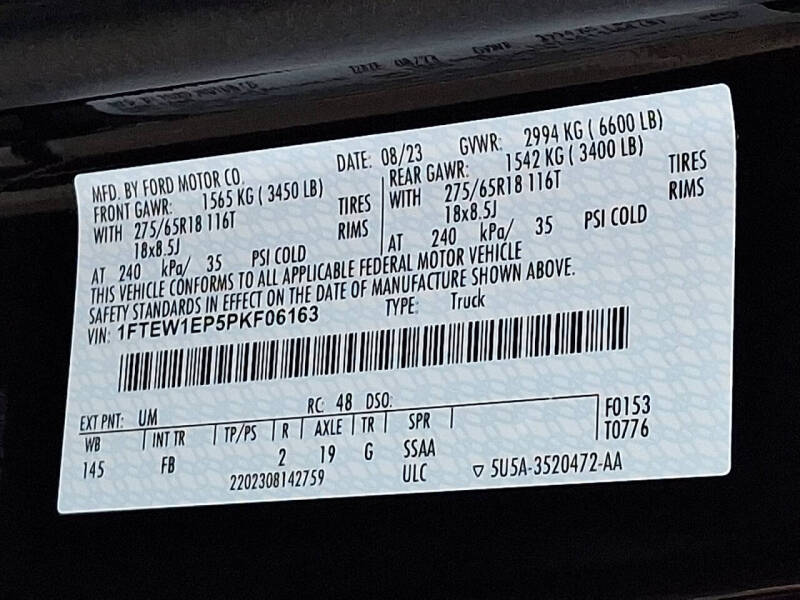 MFD. BY FORD MOTOR CO. DATE: 08/23 GVWR: 2994 KG ( 6600 LB)
FRONT GAWR: 1565 KG ( 3450 LB) REAR GAWR: 1542 KG ( 3400 LB)
WITH 275/65R18 116T TIRES WITH 275/65R18 116T TIRES
18x8.5J RIMS 18x8.5J RIMS
AT 240 kPa/ 35 PSI COLD AT 240 kPa/ 35 PSI COLD
THIS VEHICLE CONFORMS TO ALL APPLICABLE FEDERAL MOTOR VEHICLE
SAFETY STANDARDS IN EFFECT ON THE DATE OF MANUFACTURE SHOWN ABOVE.
VIN: 1FTEW1EP5PKF06163 TYPE: Truck
EXT PNT: UM RC: 48 DSO:
WB INT TR TP/PS R AXLE TR SPR F0153
145 FB 2 19 G SSAA T0776
2202308142759 ULC ▽ 5U5A-3520472-AA